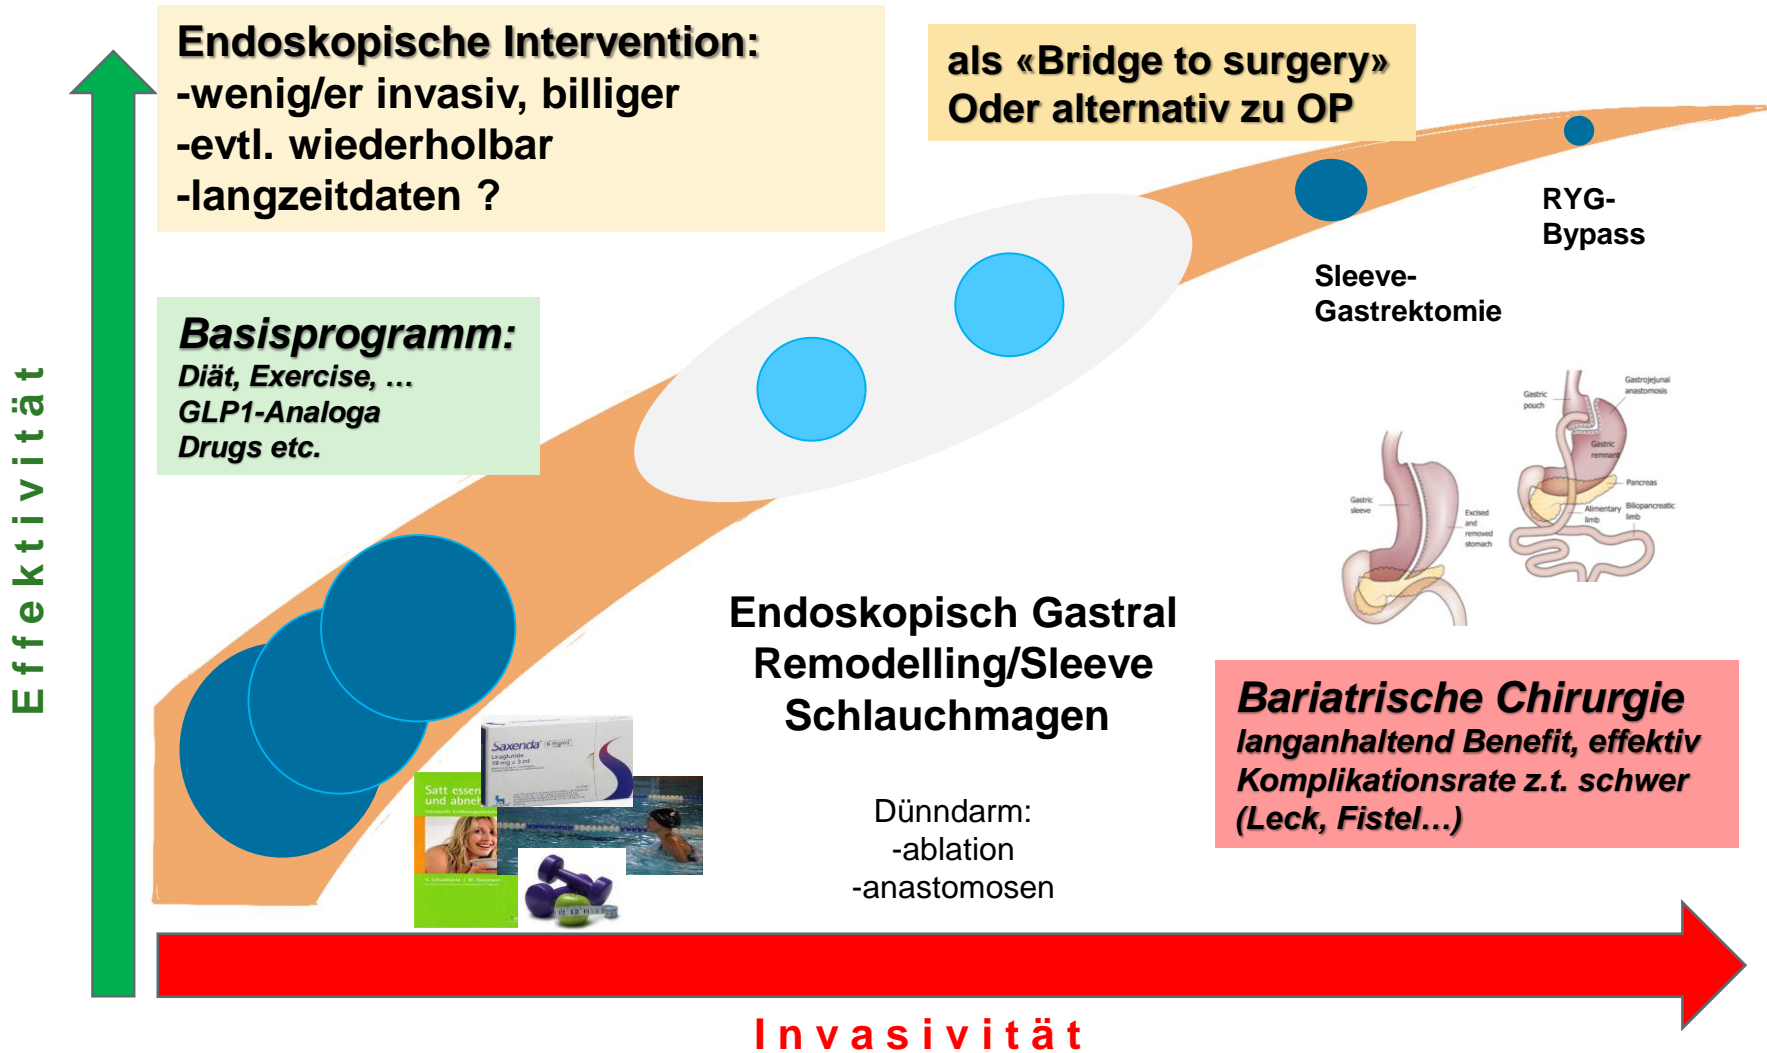 Endoskopische Intervention:
-wenig/er invasiv, billiger
-evtl. wiederholbar
-langzeitdaten ?
als «Bridge to surgery»
Oder alternativ zu OP
RYG-
Bypass
Sleeve-
Gastrektomie
Basisprogramm:
Diät, Exercise, …
GLP1-Analoga
Drugs etc.
Effektivität
Gastric
pouch
Gastrojejunal
anastomosis
Gastric
remnant
Pancreas
Alimentary
limb
Biliopancreatic
limb
Gastric
sleeve
Excised
and
removed
stomach
Endoskopisch Gastral
Remodelling/Sleeve
Schlauchmagen
Dünndarm:
-ablation
-anastomosen
Bariatrische Chirurgie
langanhaltend Benefit, effektiv
Komplikationsrate z.t. schwer
(Leck, Fistel…)
Saxenda 6 mg/ml
Satt essen
und
Invasivität